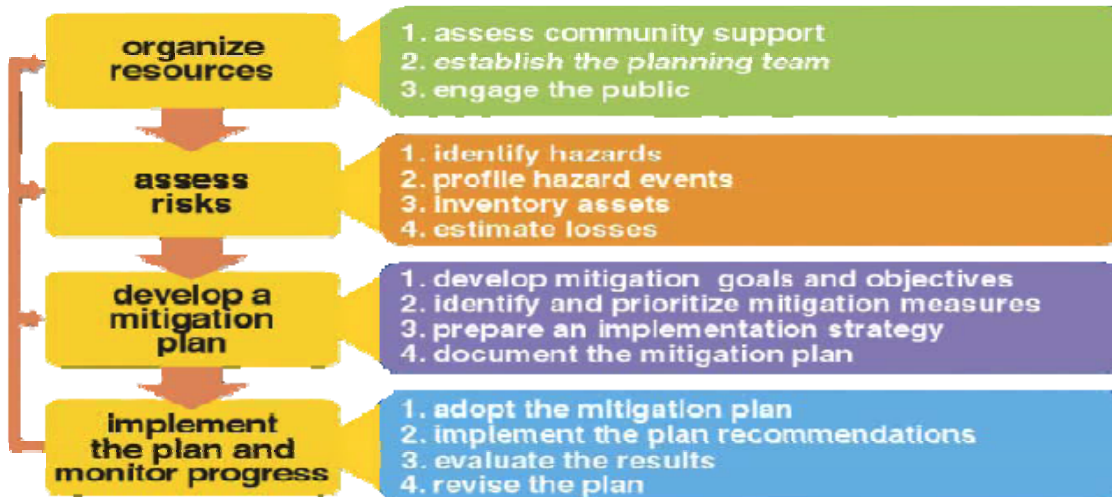 organize
resources
1. assess community support
2. establish the planning team
3. engage the public
assess
risks
1. identify hazards
2. profile hazard events
3. inventory assets
4. estimate losses
develop a
mitigation
plan
1. develop mitigation goals and objectives
2. identify and prioritize mitigation measures
3. prepare an implementation strategy
4. document the mitigation plan
implement
the plan and
monitor progress
1. adopt the mitigation plan
2. implement the plan recommendations
3. evaluate the results
4. revise the plan